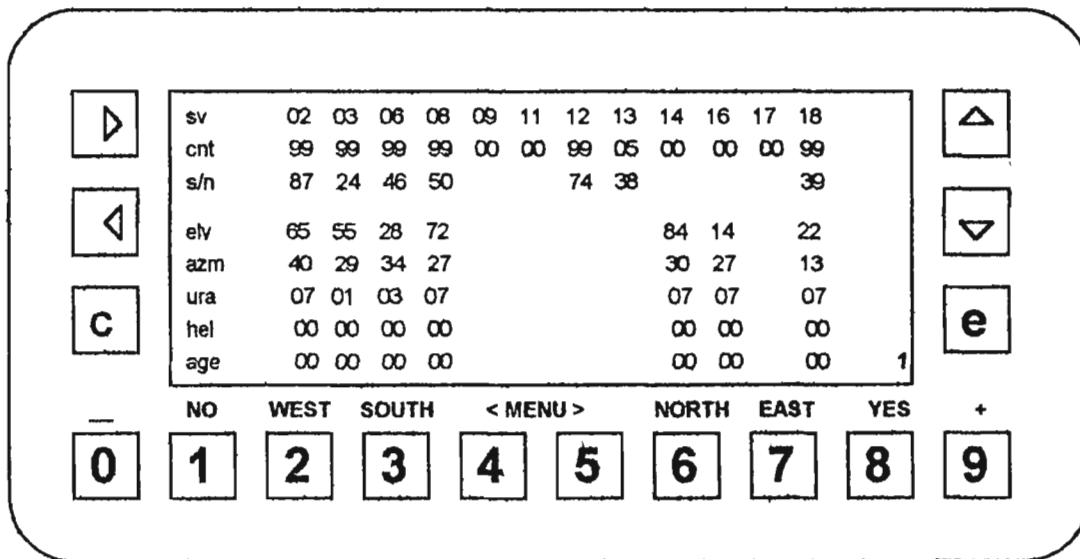 sv 02 03 06 08 09 11 12 13 14 16 17 18
cnt 99 99 99 99 00 00 99 05 00 00 00 99
s/n 87 24 46 50 74 38 39
elv 65 55 28 72 84 14 22
azm 40 29 34 27 30 27 13
ura 07 01 03 07 07 07 07
hel 00 00 00 00 00 00 00
age 00 00 00 00 00 00 00 1
c
e
— NO WEST SOUTH < MENU > NORTH EAST YES +
0 1 2 3 4 5 6 7 8 9